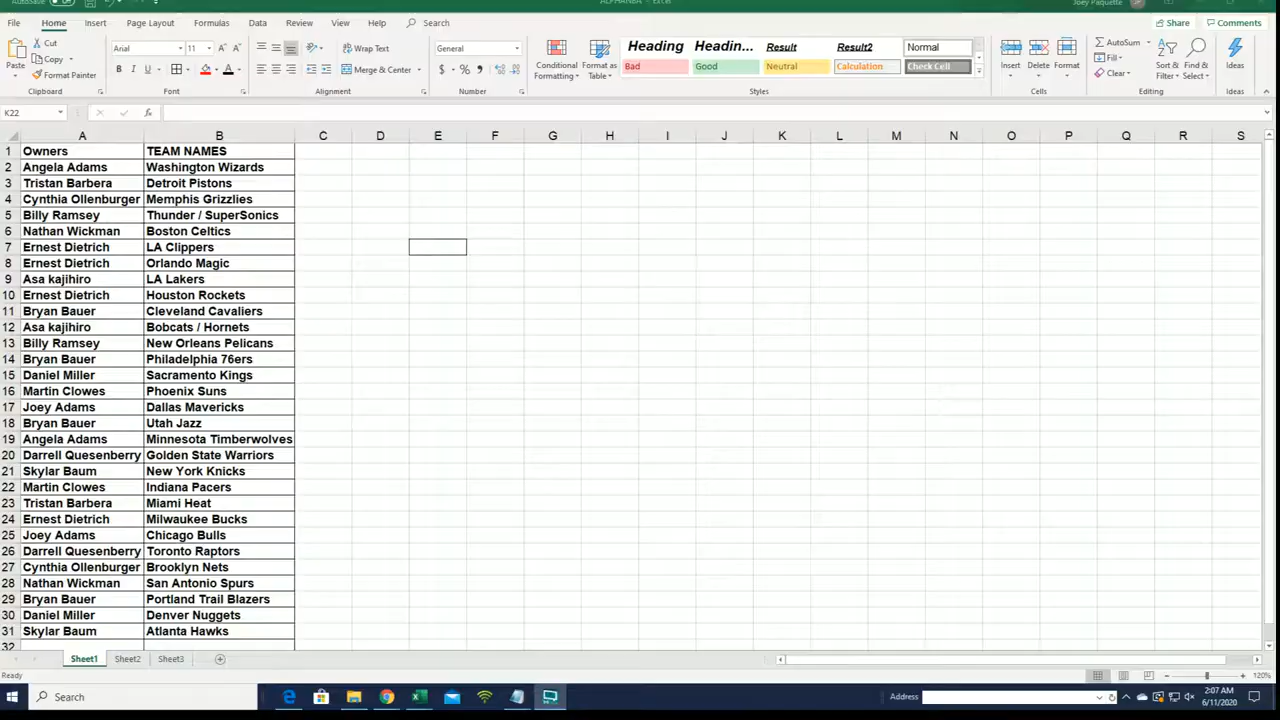 Joey Paquette
File Home Insert Page Layout Formulas Data Review View Help Search Share Comments
Paste Cut Copy Format Painter Clipboard
Arial 11 Font
Wrap Text Merge & Center Alignment
General Number
Conditional Formatting Format as Table
Heading Headin... Result Result2 Normal
Bad Good Neutral Calculation Check Cell
Styles
Insert Delete Format Cells
AutoSum Fill Clear Sort & Filter Find & Select Editing
Ideas Ideas
K22
A B C D E F G H I J K L M N O P Q R S
1 Owners TEAM NAMES
2 Angela Adams Washington Wizards
3 Tristan Barbera Detroit Pistons
4 Cynthia Ollenburger Memphis Grizzlies
5 Billy Ramsey Thunder / SuperSonics
6 Nathan Wickman Boston Celtics
7 Ernest Dietrich LA Clippers
8 Ernest Dietrich Orlando Magic
9 Asa kajihiro LA Lakers
10 Ernest Dietrich Houston Rockets
11 Bryan Bauer Cleveland Cavaliers
12 Asa kajihiro Bobcats / Hornets
13 Billy Ramsey New Orleans Pelicans
14 Bryan Bauer Philadelphia 76ers
15 Daniel Miller Sacramento Kings
16 Martin Clowes Phoenix Suns
17 Joey Adams Dallas Mavericks
18 Bryan Bauer Utah Jazz
19 Angela Adams Minnesota Timberwolves
20 Darrell Quesenberry Golden State Warriors
21 Skylar Baum New York Knicks
22 Martin Clowes Indiana Pacers
23 Tristan Barbera Miami Heat
24 Ernest Dietrich Milwaukee Bucks
25 Joey Adams Chicago Bulls
26 Darrell Quesenberry Toronto Raptors
27 Cynthia Ollenburger Brooklyn Nets
28 Nathan Wickman San Antonio Spurs
29 Bryan Bauer Portland Trail Blazers
30 Daniel Miller Denver Nuggets
31 Skylar Baum Atlanta Hawks
32
Sheet1 Sheet2 Sheet3
Ready 120%
Search Address 2:07 AM
6/11/2020